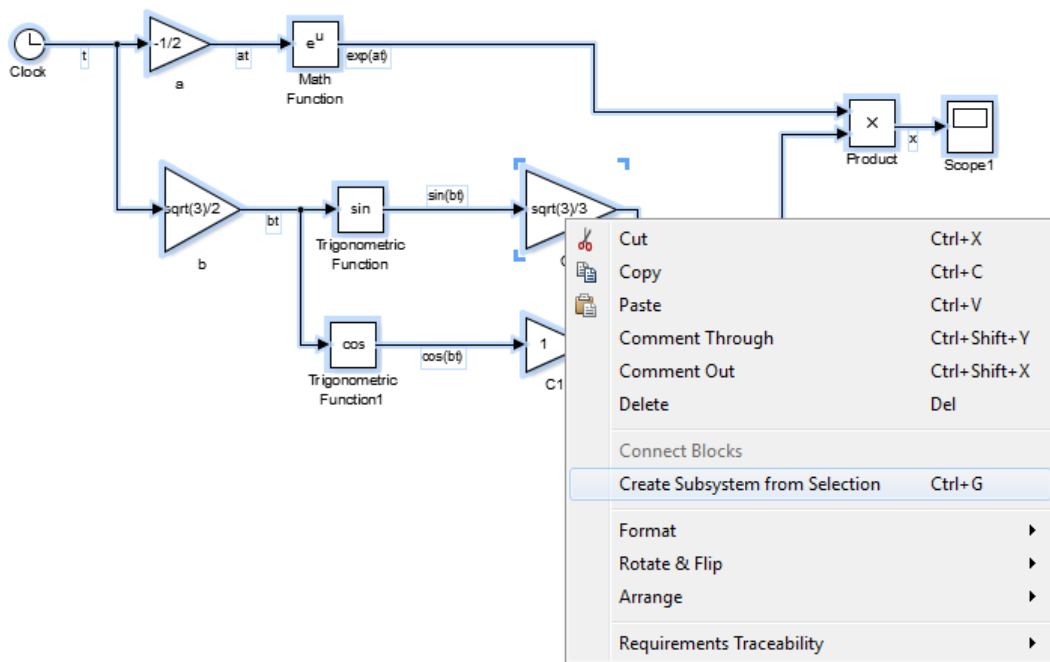 -1/2
at
e^u
exp(at)
t
Clock
a
Math
Function
×
x
Product
Scope1
sqrt(3)/2
bt
sin
sin(bt)
sqrt(3)/3
Trigonometric
Function
b
cos
cos(bt)
1
C1
Trigonometric
Function1
Cut Ctrl+X
Copy Ctrl+C
Paste Ctrl+V
Comment Through Ctrl+Shift+Y
Comment Out Ctrl+Shift+X
Delete Del
Connect Blocks
Create Subsystem from Selection Ctrl+G
Format
Rotate & Flip
Arrange
Requirements Traceability